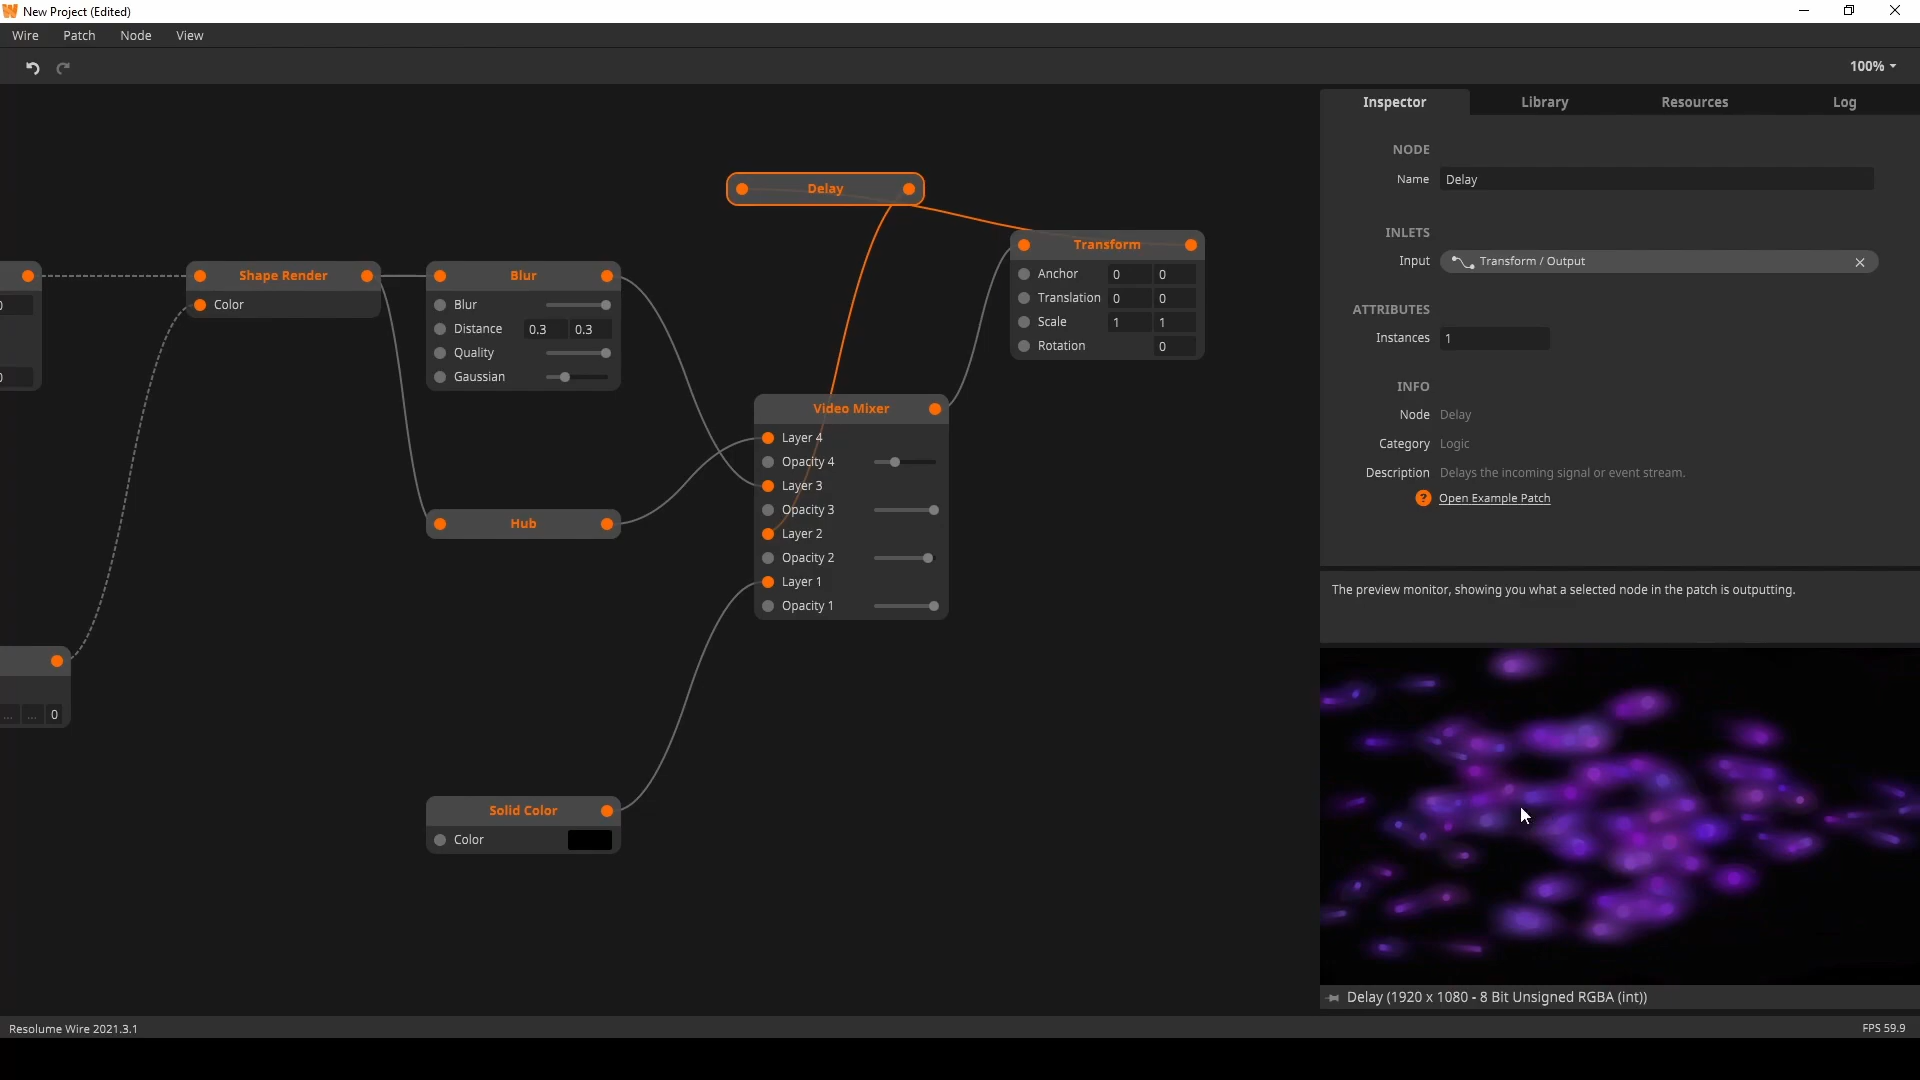 New Project (Edited)
Wire Patch Node View
100%
Inspector Library Resources Log
Delay
Transform
Anchor 0 0
Translation 0 0
Scale 1 1
Rotation 0
Shape Render
Color
Blur
Blur
Distance 0.3 0.3
Quality
Gaussian
0
0
Video Mixer
Layer 4
Opacity 4
Layer 3
Opacity 3
Layer 2
Opacity 2
Layer 1
Opacity 1
Hub
... ... 0
Solid Color
Color
NODE
Name Delay
INLETS
Input Transform / Output
ATTRIBUTES
Instances 1
INFO
Node Delay
Category Logic
Description Delays the incoming signal or event stream.
? Open Example Patch
The preview monitor, showing you what a selected node in the patch is outputting.
Delay (1920 x 1080 - 8 Bit Unsigned RGBA (int))
Resolume Wire 2021.3.1
FPS 59.9